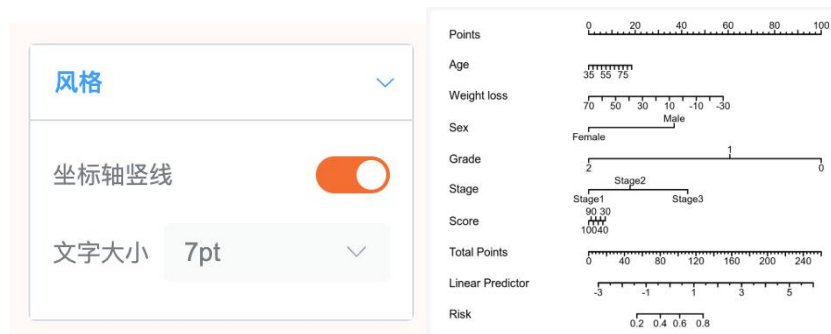 风格
坐标轴竖线
文字大小 7pt
Points
0 20 40 60 80 100
Age
35 55 75
Weight loss
70 50 30 10 -10 -30
Sex
Male
Female
Grade
1
2 0
Stage
Stage2
Stage1 Stage3
Score
90 30
100 40
Total Points
0 40 80 120 160 200 240
Linear Predictor
-3 -1 1 3 5
Risk
0.2 0.4 0.6 0.8